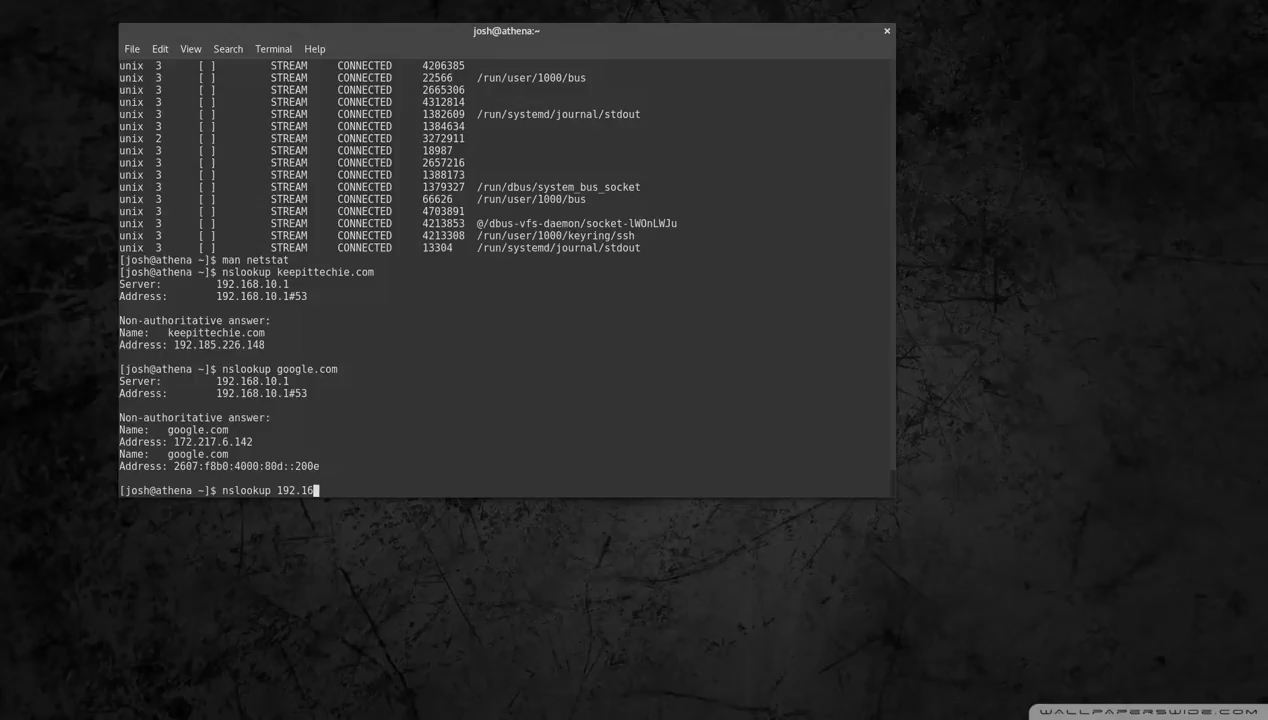 josh@athena:~
File Edit View Search Terminal Help
unix 3 [ ] STREAM CONNECTED 4206385
unix 3 [ ] STREAM CONNECTED 22566 /run/user/1000/bus
unix 3 [ ] STREAM CONNECTED 2665306
unix 3 [ ] STREAM CONNECTED 4312814
unix 3 [ ] STREAM CONNECTED 1382609 /run/systemd/journal/stdout
unix 3 [ ] STREAM CONNECTED 1384634
unix 2 [ ] STREAM CONNECTED 3272911
unix 3 [ ] STREAM CONNECTED 18987
unix 3 [ ] STREAM CONNECTED 2657216
unix 3 [ ] STREAM CONNECTED 1388173
unix 3 [ ] STREAM CONNECTED 1379327 /run/dbus/system_bus_socket
unix 3 [ ] STREAM CONNECTED 66626 /run/user/1000/bus
unix 3 [ ] STREAM CONNECTED 4703891
unix 3 [ ] STREAM CONNECTED 4213853 @/dbus-vfs-daemon/socket-lWOnLWJu
unix 3 [ ] STREAM CONNECTED 4213308 /run/user/1000/keyring/ssh
unix 3 [ ] STREAM CONNECTED 13304 /run/systemd/journal/stdout
[josh@athena ~]$ man netstat
[josh@athena ~]$ nslookup keepittechie.com
Server: 192.168.10.1
Address: 192.168.10.1#53
Non-authoritative answer:
Name: keepittechie.com
Address: 192.185.226.148
[josh@athena ~]$ nslookup google.com
Server: 192.168.10.1
Address: 192.168.10.1#53
Non-authoritative answer:
Name: google.com
Address: 172.217.6.142
Name: google.com
Address: 2607:f8b0:4000:80d::200e
[josh@athena ~]$ nslookup 192.16
WALLPAPERSWIDE.COM